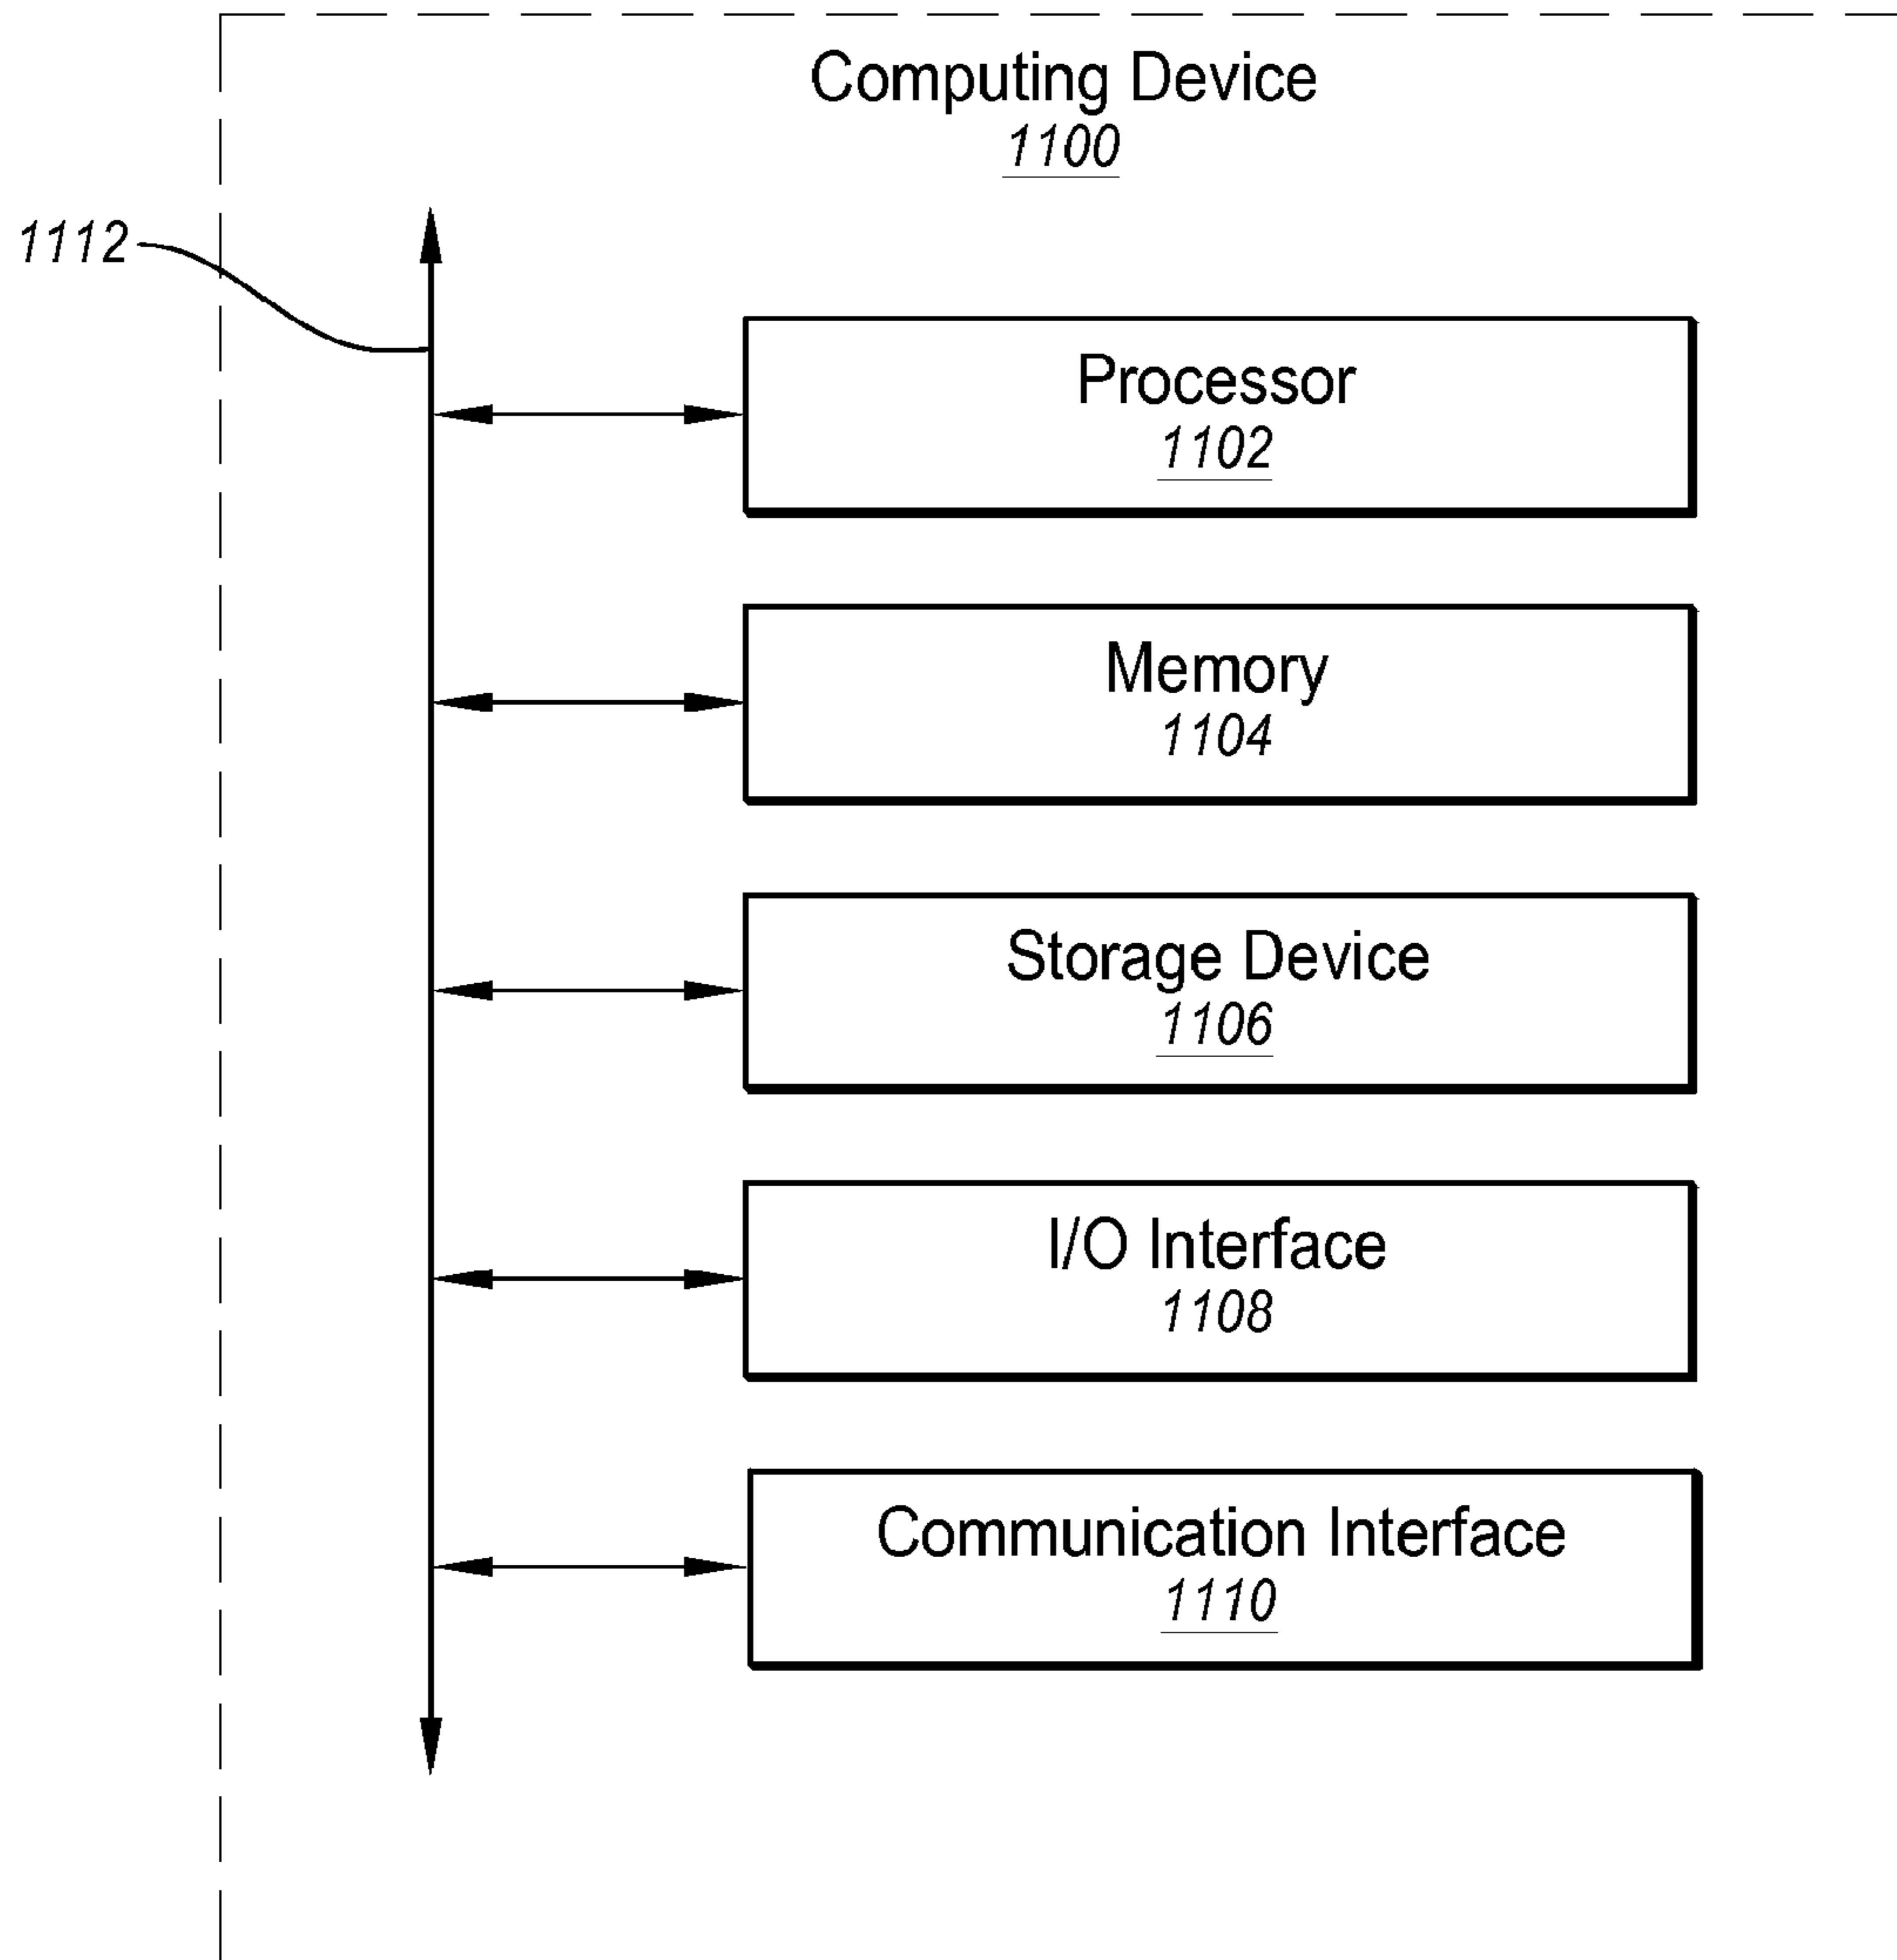 Computing Device
1100
1112
Processor
1102
Memory
1104
Storage Device
1106
I/O Interface
1108
Communication Interface
1110